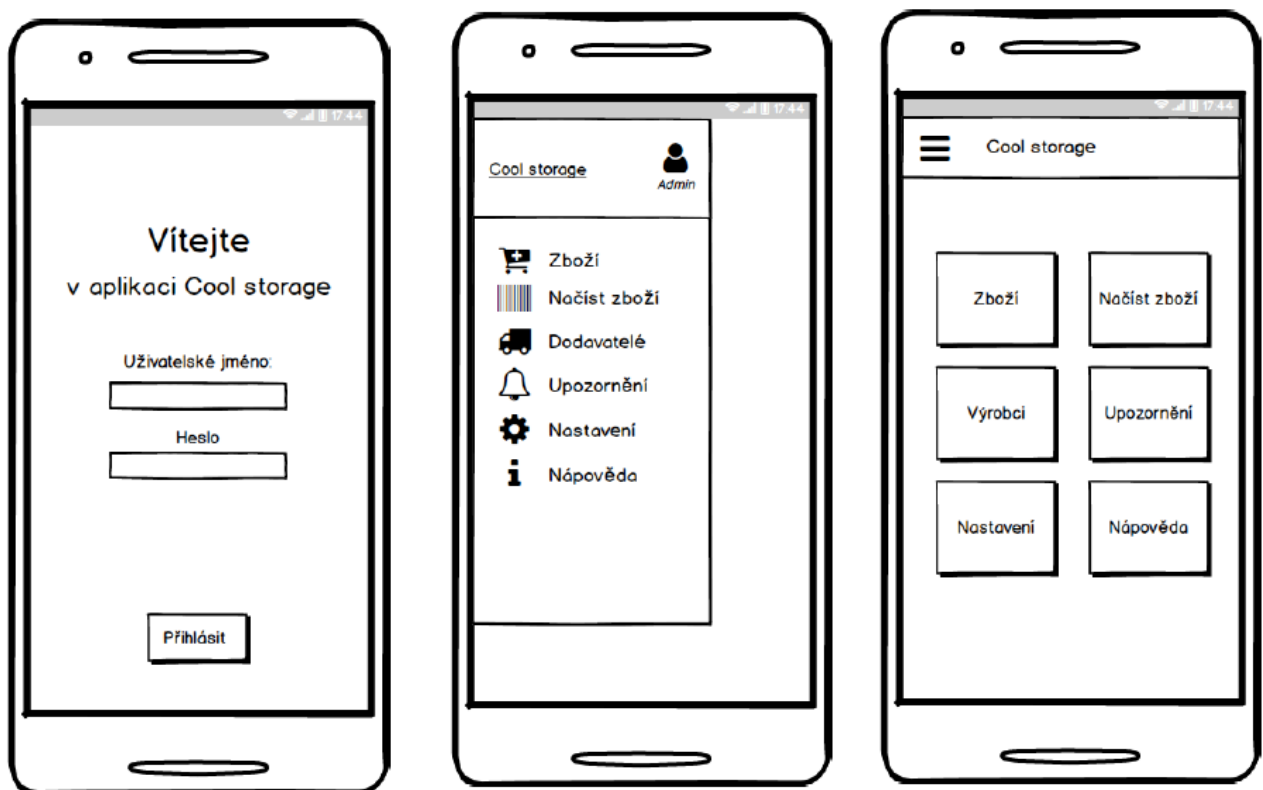 17:44
Vítejte
v aplikaci Cool storage
Uživatelské jméno:
Heslo
Přihlásit
17:44
Cool storage
Admin
Zboží
Načíst zboží
Dodavatelé
Upozornění
Nastavení
Nápověda
17:44
Cool storage
Zboží
Načíst zboží
Výrobci
Upozornění
Nastavení
Nápověda